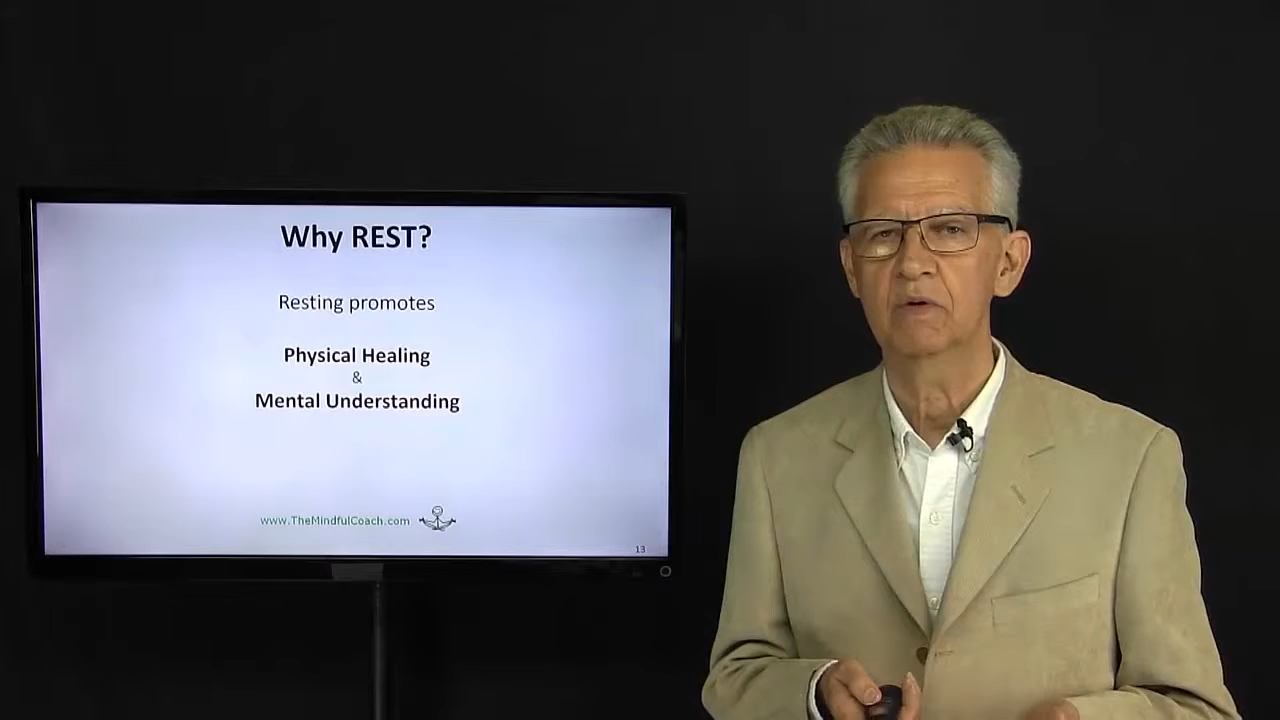 Why REST?
Resting promotes
Physical Healing
&
Mental Understanding
www.TheMindfulCoach.com
13